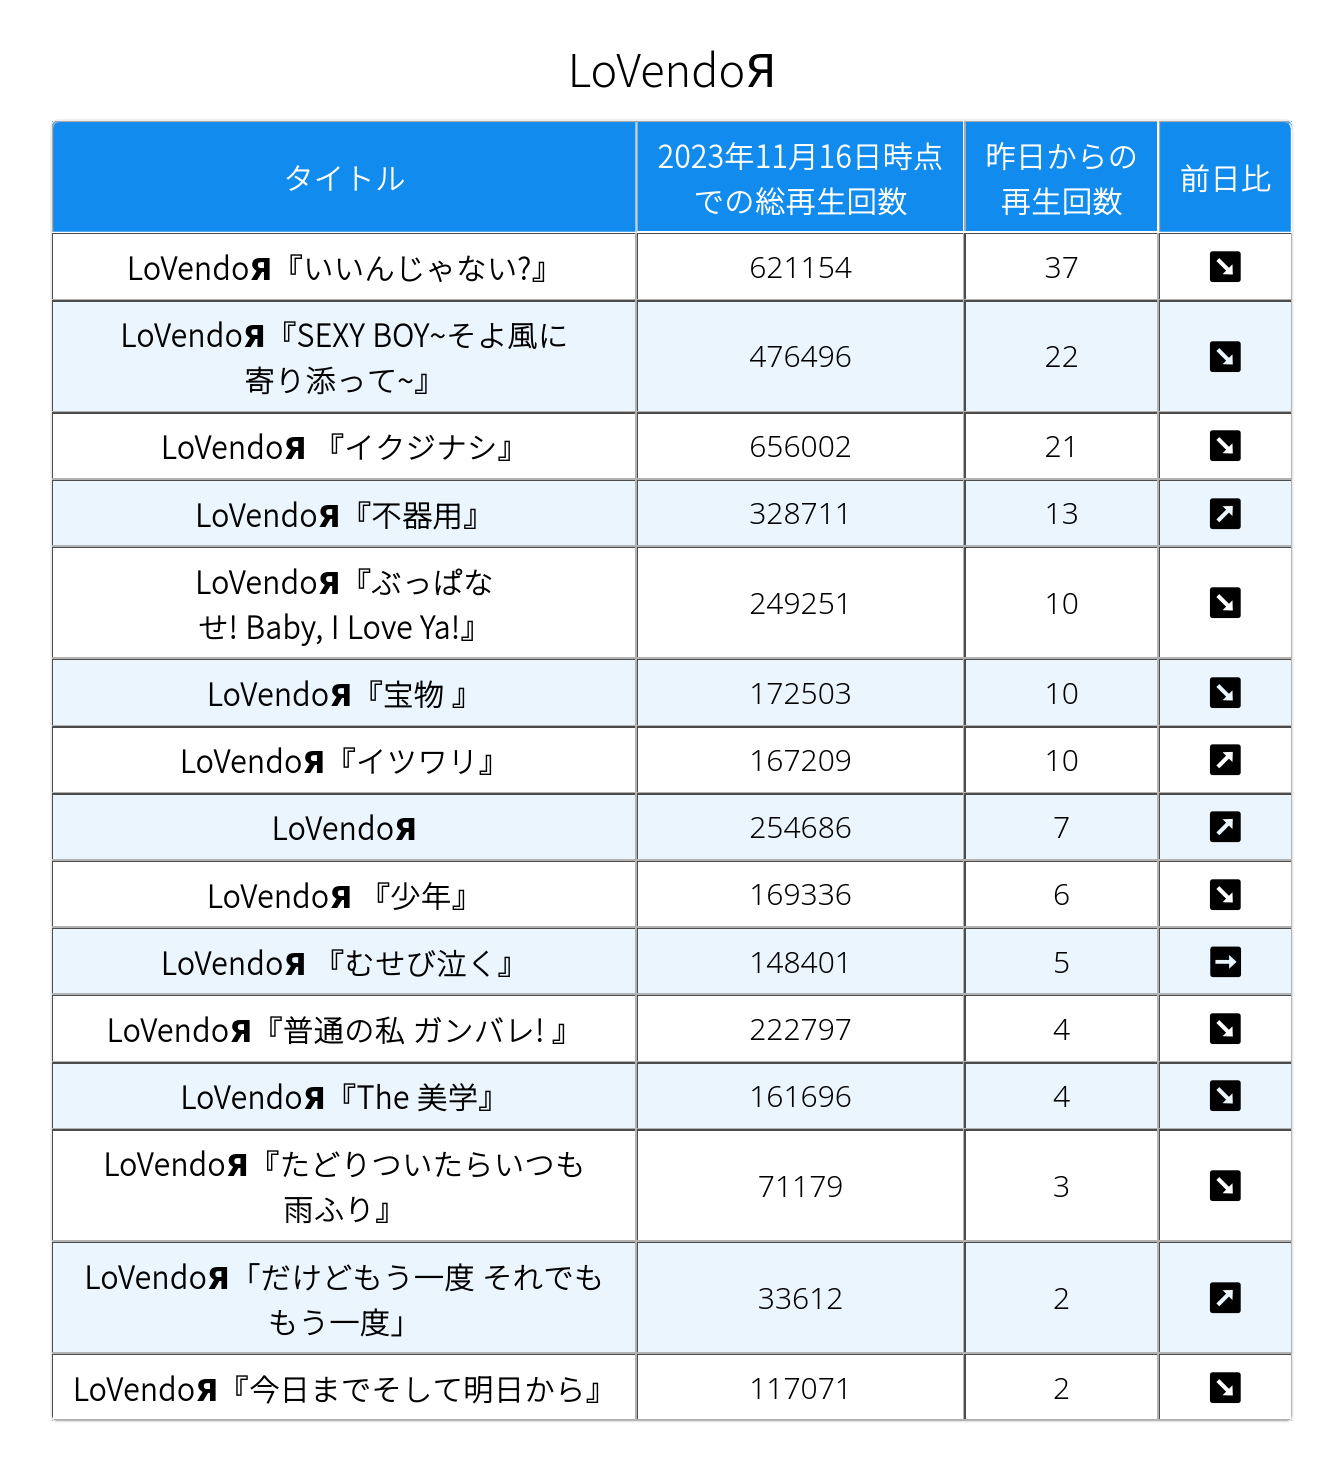 LoVendoЯ
タイトル
2023年11月16日時点
での総再生回数
昨日からの
再生回数
前日比
LoVendoЯ『いいんじゃない?』
621154
37
↘
LoVendoЯ『SEXY BOY~そよ風に
寄り添って~』
476496
22
↘
LoVendoЯ 『イクジナシ』
656002
21
↘
LoVendoЯ『不器用』
328711
13
↗
LoVendoЯ『ぶっぱな
せ! Baby, I Love Ya!』
249251
10
↘
LoVendoЯ『宝物 』
172503
10
↘
LoVendoЯ『イツワリ』
167209
10
↗
LoVendoЯ
254686
7
↗
LoVendoЯ 『少年』
169336
6
↘
LoVendoЯ 『むせび泣く』
148401
5
→
LoVendoЯ『普通の私 ガンバレ! 』
222797
4
↘
LoVendoЯ『The 美学』
161696
4
↘
LoVendoЯ『たどりついたらいつも
雨ふり』
71179
3
↘
LoVendoЯ「だけどもう一度 それでも
もう一度」
33612
2
↗
LoVendoЯ『今日までそして明日から』
117071
2
↘